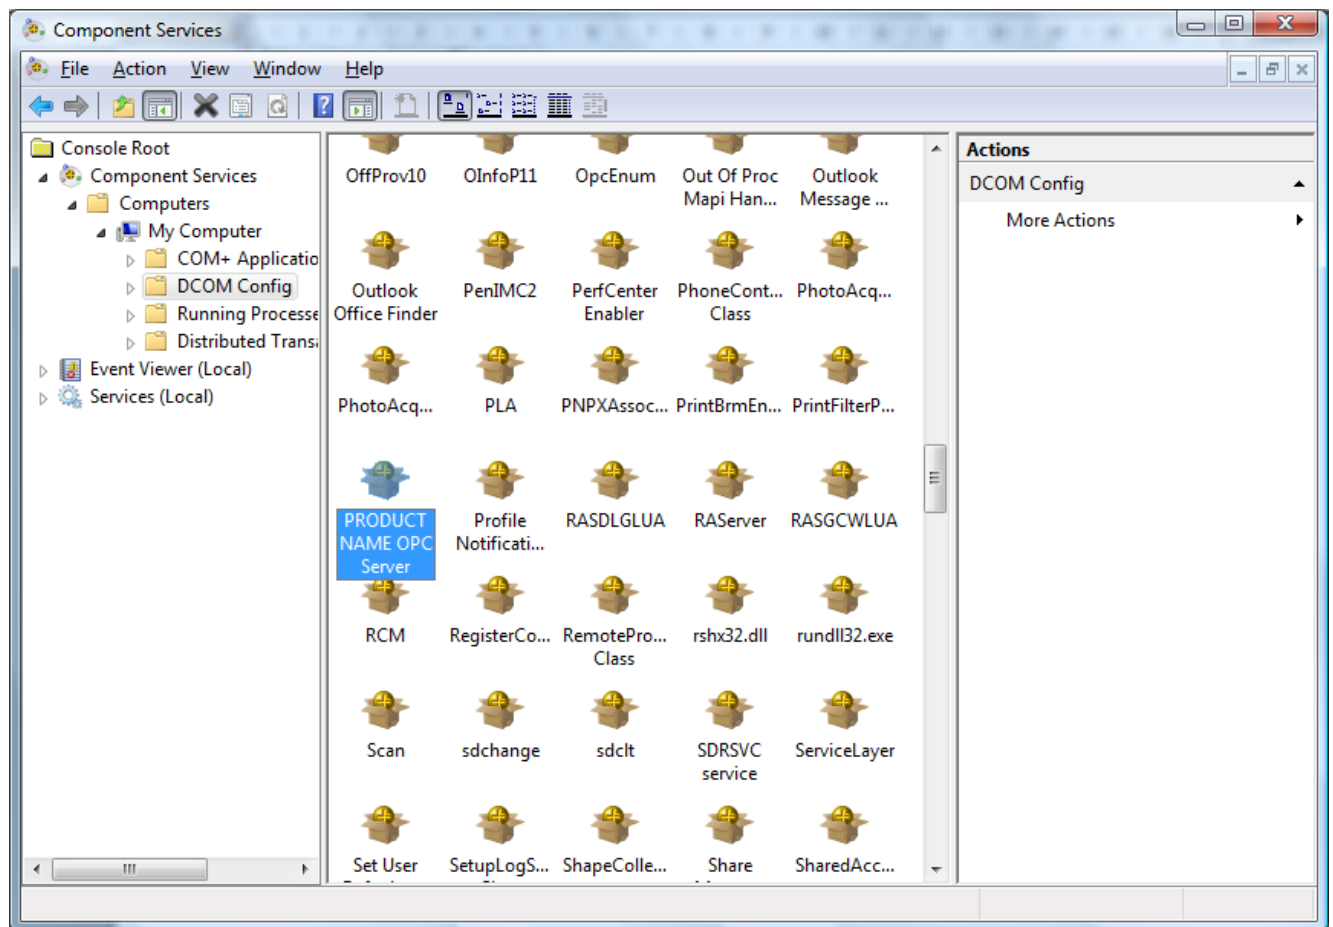 Component Services
File Action View Window Help
Console Root
Component Services
Computers
My Computer
COM+ Applicatio
DCOM Config
Running Processe
Distributed Transa
Event Viewer (Local)
Services (Local)
OffProv10 OInfoP11 OpcEnum Out Of Proc Outlook
Mapi Han... Message ...
Outlook PenIMC2 PerfCenter PhoneCont... PhotoAcq...
Office Finder Enabler Class
PhotoAcq... PLA PNPXAssoc... PrintBrmEn... PrintFilterP...
PRODUCT Profile RASDLGLUA RAServer RASGCWLUA
NAME OPC Notificati...
Server
RCM RegisterCo... RemotePro... rshx32.dll rundll32.exe
Class
Scan sdchange sdclt SDRSVC ServiceLayer
service
Set User SetupLogS... ShapeColle... Share SharedAcc...
Actions
DCOM Config
More Actions